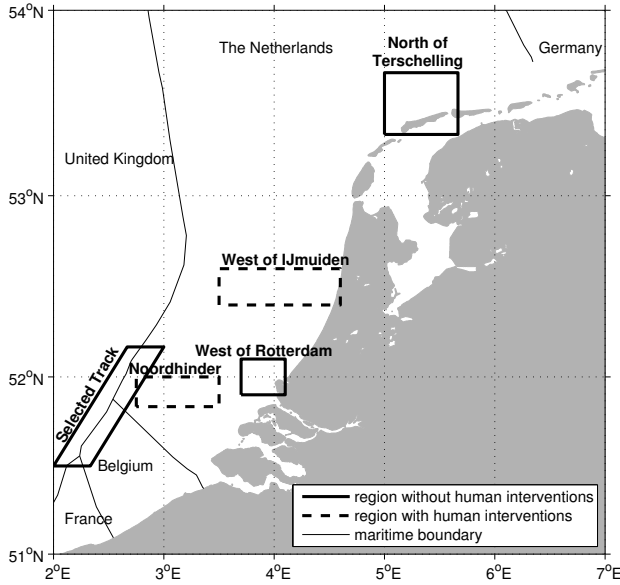 54°N
The Netherlands
North of
Terschelling
Germany
United Kingdom
53°N
West of IJmuiden
West of Rotterdam
Noordhinder
52°N
Selected Track
Belgium
France
region without human interventions
region with human interventions
maritime boundary
51°N
2°E 3°E 4°E 5°E 6°E 7°E